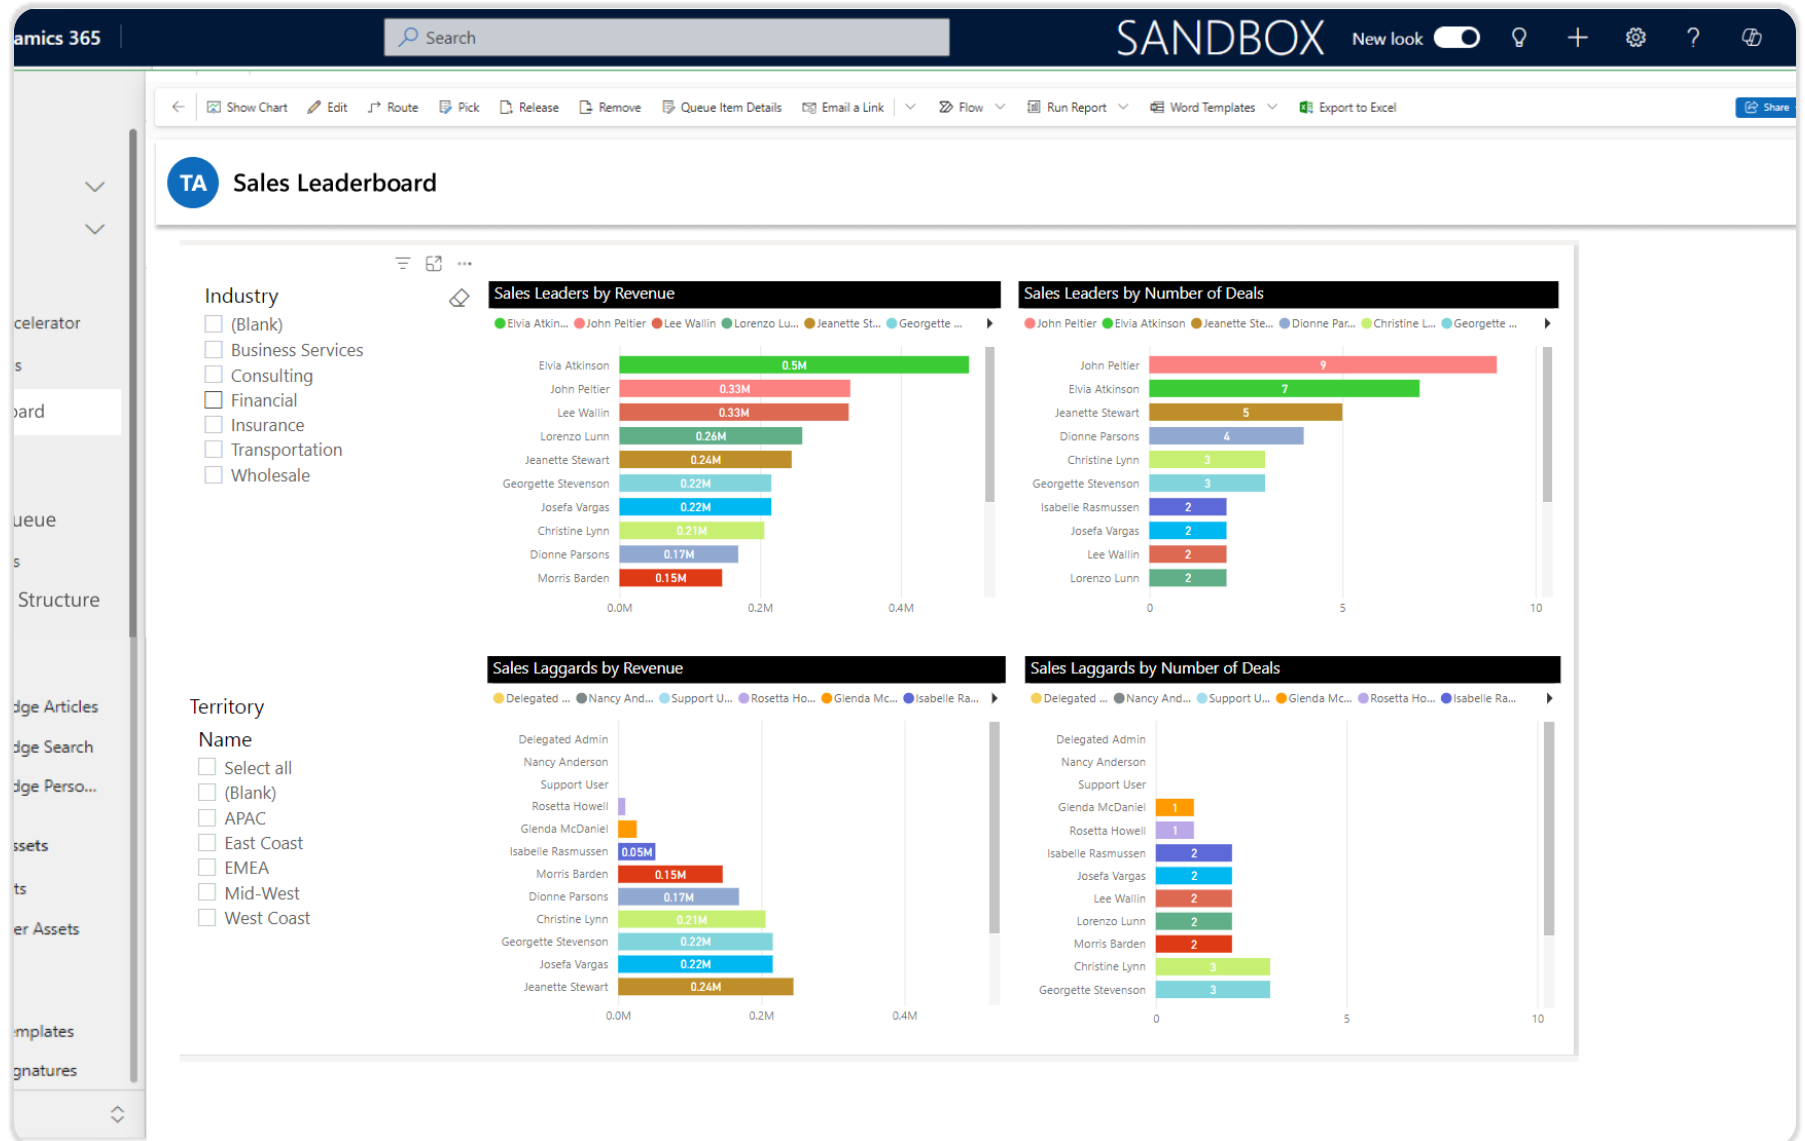 amics 365
Search
SANDBOX
New look
Show Chart Edit Route Pick Release Remove Queue Item Details Email a Link Flow Run Report Word Templates Export to Excel Share
TA Sales Leaderboard
celerator
s
oard
ueue
s
Structure
dge Articles
dge Search
dge Perso...
ssets
ts
er Assets
emplates
gnatures
Industry
(Blank)
Business Services
Consulting
Financial
Insurance
Transportation
Wholesale
Territory
Name
Select all
(Blank)
APAC
East Coast
EMEA
Mid-West
West Coast
Sales Leaders by Revenue
Elvia Atkin... John Peltier Lee Wallin Lorenzo Lu... Jeanette St... Georgette ...
Elvia Atkinson 0.5M
John Peltier 0.33M
Lee Wallin 0.33M
Lorenzo Lunn 0.26M
Jeanette Stewart 0.24M
Georgette Stevenson 0.22M
Josefa Vargas 0.22M
Christine Lynn 0.21M
Dionne Parsons 0.17M
Morris Barden 0.15M
0.0M 0.2M 0.4M
Sales Leaders by Number of Deals
John Peltier Elvia Atkinson Jeanette Ste... Dionne Par... Christine L... Georgette ...
John Peltier 9
Elvia Atkinson 7
Jeanette Stewart 5
Dionne Parsons 4
Christine Lynn 3
Georgette Stevenson 3
Isabelle Rasmussen 2
Josefa Vargas 2
Lee Wallin 2
Lorenzo Lunn 2
0 5 10
Sales Laggards by Revenue
Delegated ... Nancy And... Support U... Rosetta Ho... Glenda Mc... Isabelle Ra...
Delegated Admin
Nancy Anderson
Support User
Rosetta Howell
Glenda McDaniel
Isabelle Rasmussen 0.05M
Morris Barden 0.15M
Dionne Parsons 0.17M
Christine Lynn 0.21M
Georgette Stevenson 0.22M
Josefa Vargas 0.22M
Jeanette Stewart 0.24M
0.0M 0.2M 0.4M
Sales Laggards by Number of Deals
Delegated ... Nancy And... Support U... Glenda Mc... Rosetta Ho... Isabelle Ra...
Delegated Admin
Nancy Anderson
Support User
Glenda McDaniel 1
Rosetta Howell 1
Isabelle Rasmussen 2
Josefa Vargas 2
Lee Wallin 2
Lorenzo Lunn 2
Morris Barden 2
Christine Lynn 3
Georgette Stevenson 3
0 5 10